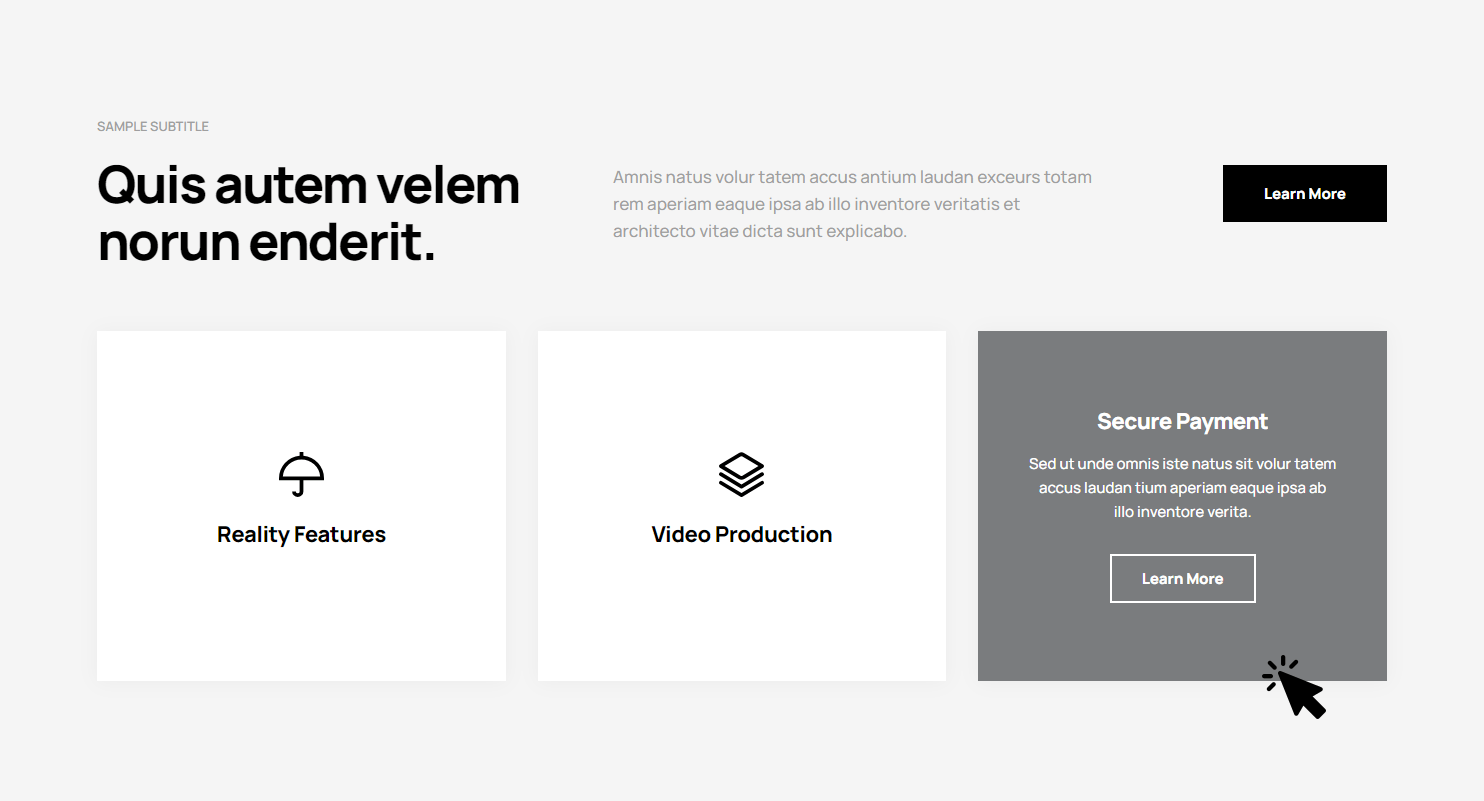 SAMPLE SUBTITLE
Quis autem velem
norun enderit.
Amnis natus volur tatem accus antium laudan exceurs totam
rem aperiam eaque ipsa ab illo inventore veritatis et
architecto vitae dicta sunt explicabo.
Learn More
Reality Features
Video Production
Secure Payment
Sed ut unde omnis iste natus sit volur tatem
accus laudan tium aperiam eaque ipsa ab
illo inventore verita.
Learn More